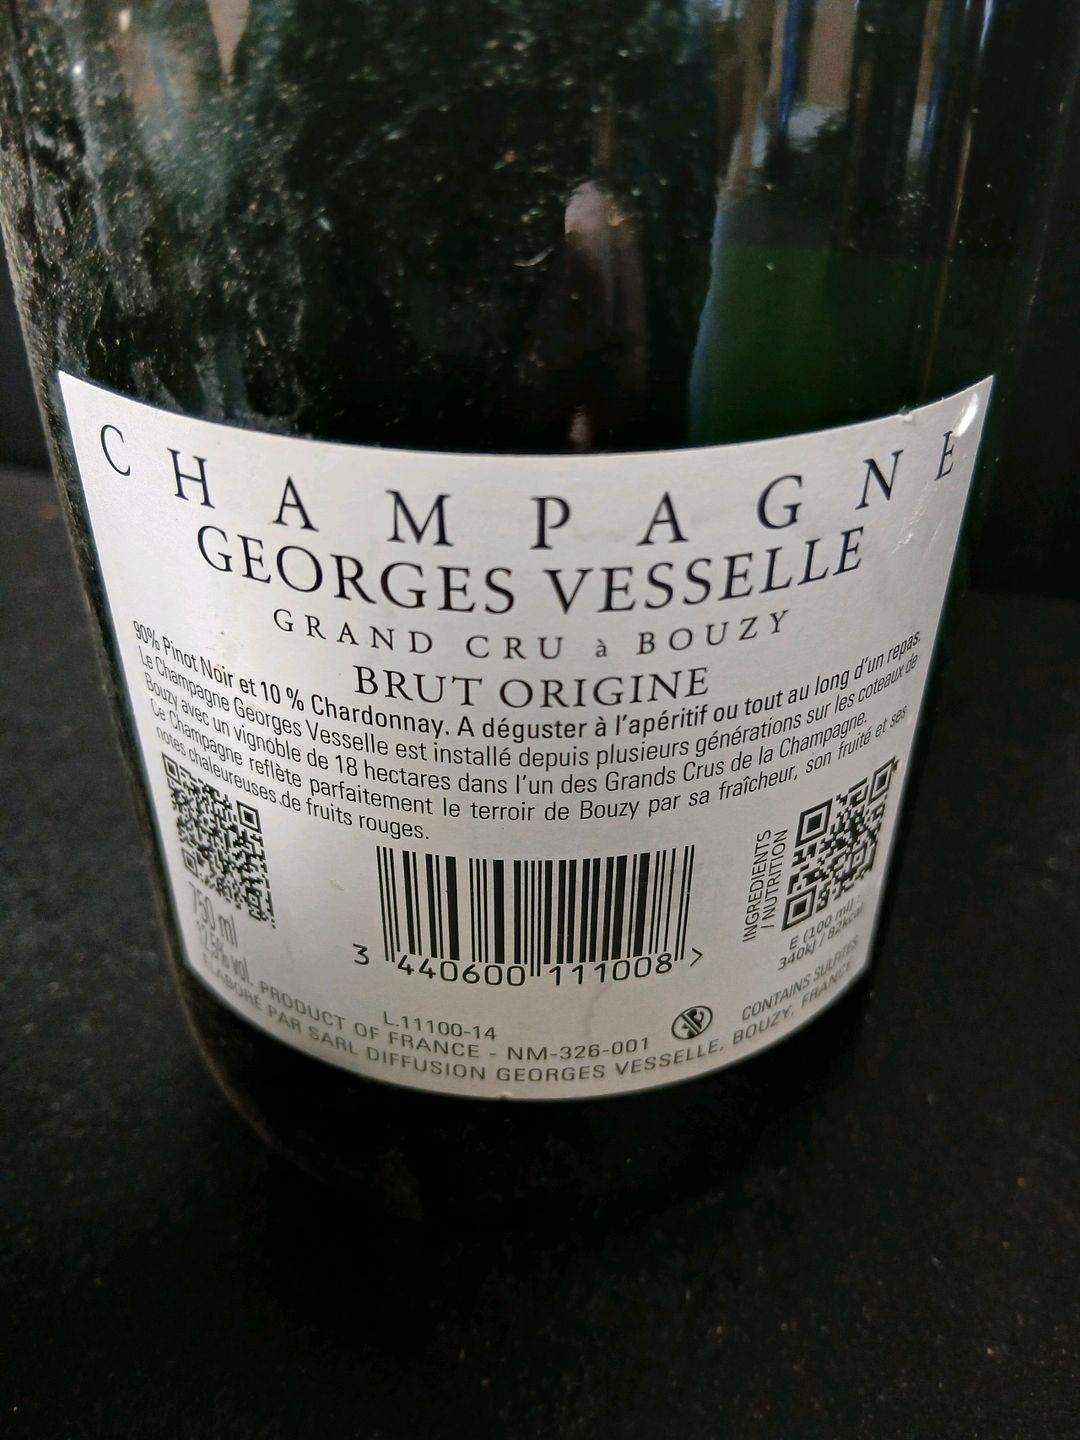 CHAMPAGNE
GEORGES VESSELLE
GRAND CRU à BOUZY
BRUT ORIGINE
90% Pinot Noir et 10 % Chardonnay. A déguster à l'apéritif ou tout au long d'un repas.
Le Champagne Georges Vesselle est installé depuis plusieurs générations sur les coteaux de
Bouzy avec un vignoble de 18 hectares dans l'un des Grands Crus de la Champagne.
Ce Champagne reflète parfaitement le terroir de Bouzy par sa fraîcheur, son fruité et ses
notes chaleureuses de fruits rouges.
INGREDIENTS
/ NUTRITION
E (100 ml) :
340kJ / 82kcal
750 ml
12.5% vol.
3 440600 111008 >
L.11100-14
CONTAINS SULFITES
PRODUCT OF FRANCE - NM-326-001
ELABORÉ PAR SARL DIFFUSION GEORGES VESSELLE, BOUZY, FRANCE